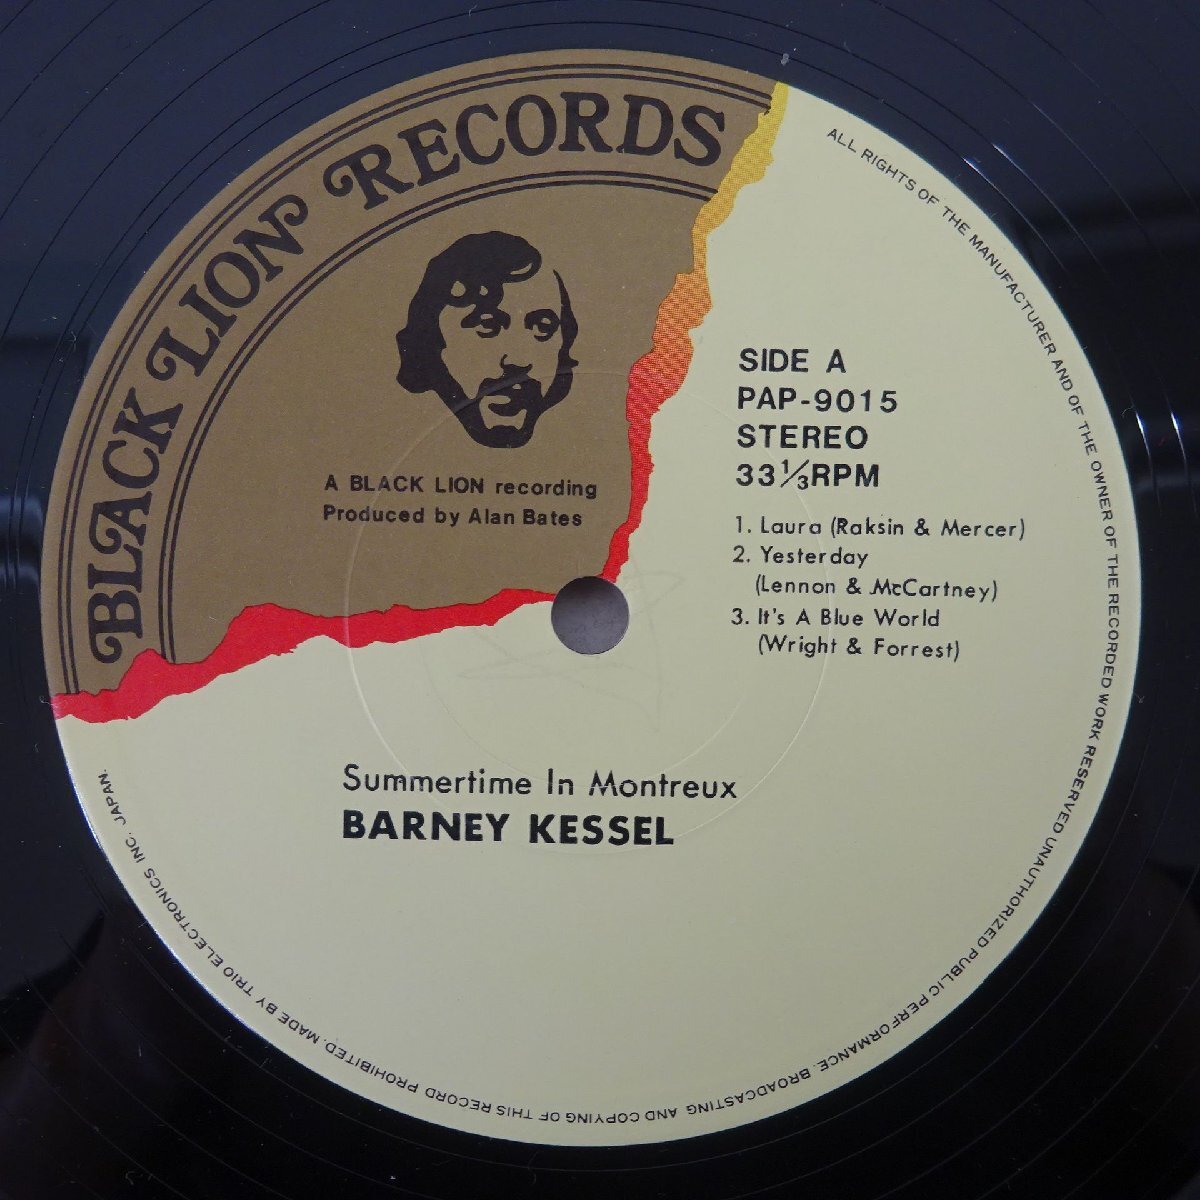 BLACK LION RECORDS
A BLACK LION recording
Produced by Alan Bates
SIDE A
PAP-9015
STEREO
33⅓RPM
1. Laura (Raksin & Mercer)
2. Yesterday
(Lennon & McCartney)
3. It's A Blue World
(Wright & Forrest)
Summertime In Montreux
BARNEY KESSEL
ALL RIGHTS OF THE MANUFACTURER AND OF THE OWNER OF THE RECORDED WORK RESERVED UNAUTHORIZED PUBLIC PERFORMANCE. BROADCASTING AND COPYING OF THIS RECORD PROHIBITED. MADE BY TRIO ELECTRONICS INC. JAPAN.